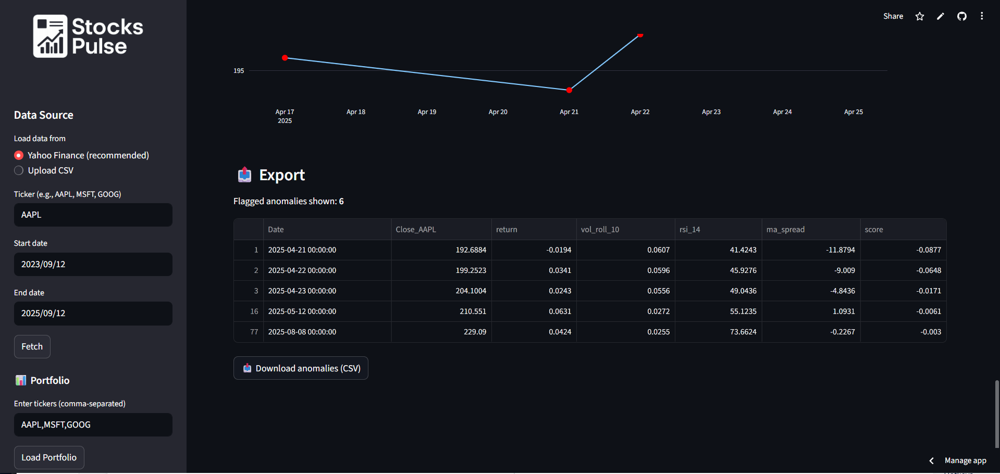 Stocks
Pulse
Data Source
Load data from
Yahoo Finance (recommended)
Upload CSV
Ticker (e.g., AAPL, MSFT, GOOG)
AAPL
Start date
2023/09/12
End date
2025/09/12
Fetch
Portfolio
Enter tickers (comma-separated)
AAPL,MSFT,GOOG
Load Portfolio
Share
195
Apr 17 Apr 18 Apr 19 Apr 20 Apr 21 Apr 22 Apr 23 Apr 24 Apr 25
2025
Export
Flagged anomalies shown: 6
Date Close_AAPL return vol_roll_10 rsi_14 ma_spread score
1 2025-04-21 00:00:00 192.6884 -0.0194 0.0607 41.4243 -11.8794 -0.0877
2 2025-04-22 00:00:00 199.2523 0.0341 0.0596 45.9276 -9.009 -0.0648
3 2025-04-23 00:00:00 204.1004 0.0243 0.0556 49.0436 -4.8436 -0.0171
16 2025-05-12 00:00:00 210.551 0.0631 0.0272 55.1235 1.0931 -0.0061
77 2025-08-08 00:00:00 229.09 0.0424 0.0255 73.6624 -0.2267 -0.003
Download anomalies (CSV)
Manage app